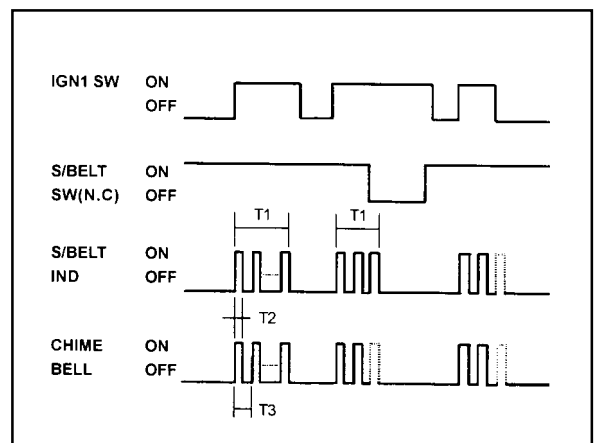 IGN1 SW ON
OFF
S/BELT ON
SW(N.C) OFF
T1 T1
S/BELT ON
IND OFF
T2
CHIME ON
BELL OFF
T3